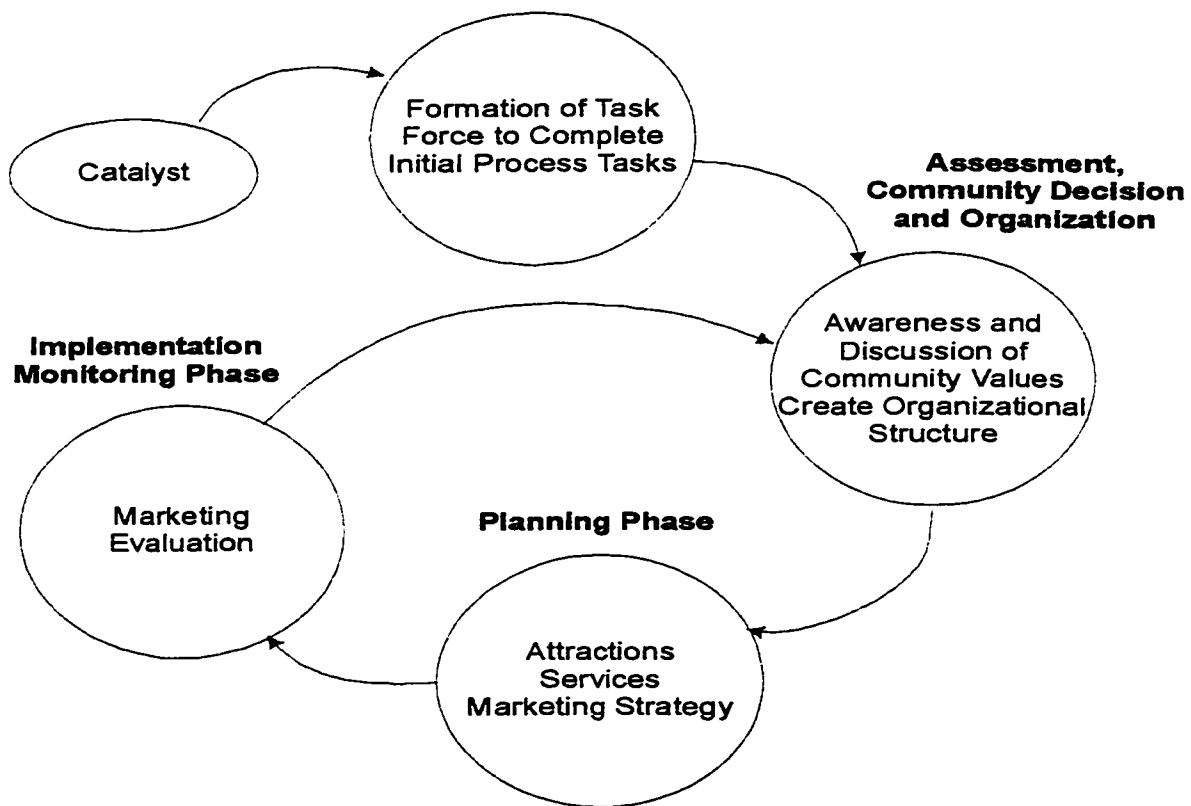 Catalyst
Formation of Task
Force to Complete
Initial Process Tasks
Assessment,
Community Decision
and Organization
Awareness and
Discussion of
Community Values
Create Organizational
Structure
Planning Phase
Attractions
Services
Marketing Strategy
Implementation
Monitoring Phase
Marketing
Evaluation